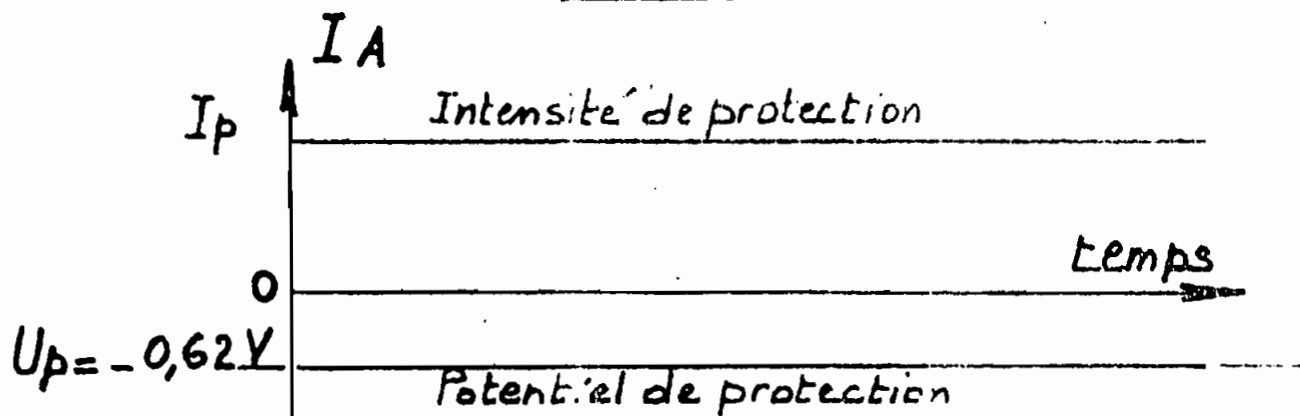 I A
Ip
Intensité de protection
temps
0
Up = - 0,62 V
Potentiel de protection